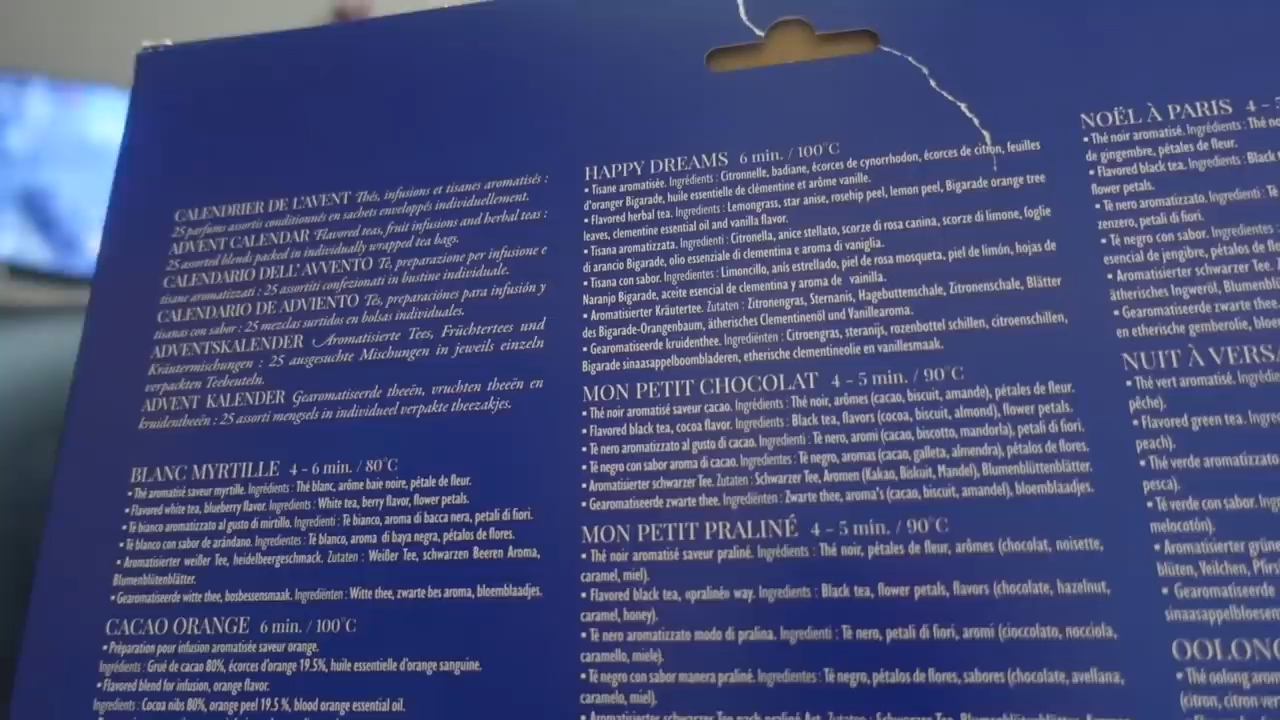 CALENDRIER DE L'AVENT Thés, infusions et tisanes aromatisés :
25 parfums assortis conditionnés en sachets enveloppés individuellement.
ADVENT CALENDAR Flavored teas, fruit infusions and herbal teas :
25 assorted blends packed in individually wrapped tea bags.
CALENDARIO DELL'AVVENTO Tè, preparazione per infusione e
tisane aromatizzati : 25 assortiti confezionati in bustine individuale.
CALENDARIO DE ADVIENTO Tés, preparaciónes para infusión y
tisanas con sabor : 25 mezclas surtidos en bolsas individuales.
ADVENTSKALENDER Aromatisierte Tees, Früchtertees und
Kräutermischungen : 25 ausgesuchte Mischungen in jeweils einzeln
verpackten Teebeuteln.
ADVENT KALENDER Gearomatiseerde theeën, vruchten theeën en
kruidentheeën : 25 assorti mengsels in individueel verpakte theezakjes.
BLANC MYRTILLE 4 - 6 min. / 80°C
• Thé aromatisé saveur myrtille. Ingrédients : Thé blanc, arôme baie noire, pétale de fleur.
• Flavored white tea, blueberry flavor. Ingredients : White tea, berry flavor, flower petals.
• Tè bianco aromatizzato al gusto di mirtillo. Ingredienti : Tè bianco, aroma di bacca nera, petali di fiori.
• Té blanco con sabor de arándano. Ingredientes : Té blanco, aroma di baya negra, pétalos de flores.
• Aromatisierter weißer Tee, heidelbeergeschmack. Zutaten : Weißer Tee, schwarzen Beeren Aroma,
Blumenblütenblätter.
• Gearomatiseerde witte thee, bosbessensmaak. Ingrediënten : Witte thee, zwarte bes aroma, bloemblaadjes.
CACAO ORANGE 6 min. / 100°C
• Préparation pour infusion aromatisée saveur orange.
Ingrédients : Grué de cacao 80%, écorces d'orange 19.5%, huile essentielle d'orange sanguine.
• Flavored blend for infusion, orange flavor.
Ingredients : Cocoa nibs 80%, orange peel 19.5 %, blood orange essential oil.
HAPPY DREAMS 6 min. / 100°C
• Tisane aromatisée. Ingrédients : Citronnelle, badiane, écorces de cynorrhodon, écorces de citron, feuilles
d'oranger Bigarade, huile essentielle de clémentine et arôme vanille.
• Flavored herbal tea. Ingredients : Lemongrass, star anise, rosehip peel, lemon peel, Bigarade orange tree
leaves, clementine essential oil and vanilla flavor.
• Tisana aromatizzata. Ingredienti : Citronella, anice stellato, scorze di rosa canina, scorze di limone, foglie
di arancio Bigarade, olio essenziale di clementina e aroma di vaniglia.
• Tisana con sabor. Ingredientes : Limoncillo, anís estrellado, piel de rosa mosqueta, piel de limón, hojas de
Naranjo Bigarade, aceite esencial de clementina y aroma de vainilla.
• Aromatisierter Kräutertee. Zutaten : Zitronengras, Sternanis, Hagebuttenschale, Zitronenschale, Blätter
des Bigarade-Orangenbaum, ätherisches Clementinenöl und Vanillearoma.
• Gearomatiseerde kruidenthee. Ingrediënten : Citroengras, steranijs, rozenbottel schillen, citroenschillen,
Bigarade sinaasappelboombladeren, etherische clementineolie en vanillesmaak.
MON PETIT CHOCOLAT 4 - 5 min. / 90°C
• Thé noir aromatisé saveur cacao. Ingrédients : Thé noir, arômes (cacao, biscuit, amande), pétales de fleur.
• Flavored black tea, cocoa flavor. Ingredients : Black tea, flavors (cocoa, biscuit, almond), flower petals.
• Tè nero aromatizzato al gusto di cacao. Ingredienti : Tè nero, aromi (cacao, biscotto, mandorla), petali di fiori.
• Té negro con sabor aroma di cacao. Ingredientes : Té negro, aromas (cacao, galleta, almendra), pétalos de flores.
• Aromatisierter schwarzer Tee. Zutaten : Schwarzer Tee, Aromen (Kakao, Biskuit, Mandel), Blumenblüttenblätter.
• Gearomatiseerde zwarte thee. Ingrediënten : Zwarte thee, aroma's (cacao, biscuit, amandel), bloemblaadjes.
MON PETIT PRALINÉ 4 - 5 min. / 90°C
• Thé noir aromatisé saveur praliné. Ingrédients : Thé noir, pétales de fleur, arômes (chocolat, noisette,
caramel, miel).
• Flavored black tea, «praline» way. Ingredients : Black tea, flower petals, flavors (chocolate, hazelnut,
caramel, honey).
• Tè nero aromatizzato modo di pralina. Ingredienti : Tè nero, petali di fiori, aromi (cioccolato, nocciola,
caramello, miele).
• Té negro con sabor manera praliné. Ingredientes : Té negro, pétalos de flores, sabores (chocolate, avellana,
caramelo, miel).
• Aromatisierter schwarzer Tee nach praliné Art. Zutaten : Schwarzer Tee,
NOËL À PARIS 4 -
• Thé noir aromatisé. Ingrédients : Thé
de gingembre, pétales de fleur.
• Flavored black tea. Ingredients : Black
flower petals.
• Tè nero aromatizzato. Ingredienti :
zenzero, petali di fiori.
• Té negro con sabor. Ingredientes
esencial de jengibre, pétalos de
• Aromatisierter schwarzer Tee.
ätherisches Ingweröl,
• Gearomatiseerde zwarte thee.
en etherische gemberolie,
NUIT À
• Thé vert aromatisé.
pêche).
• Flavored green tea.
peach).
• Tè verde aromatizzato
pesca).
• Té verde con sabor.
melocotón).
• Aromatisierter
blüten, Veilchen,
• Gearomatiseerde

• Thé oolong
(citron, citron